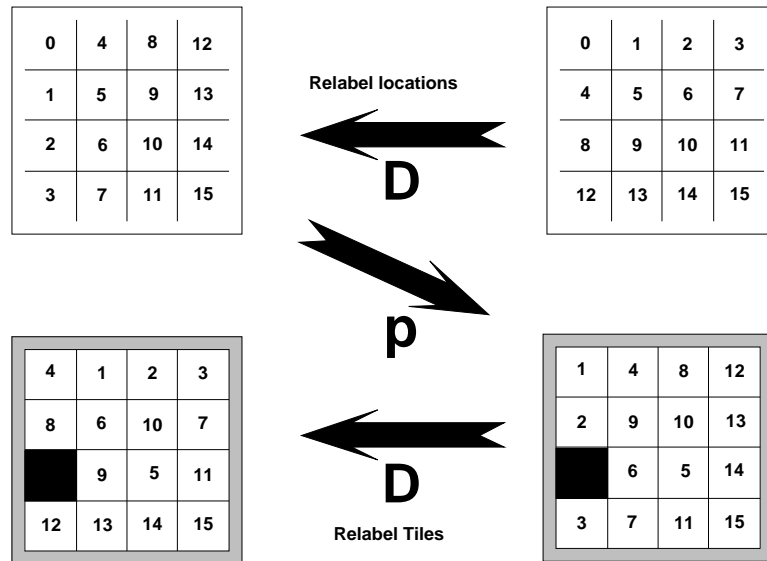 0 4 8 12
1 5 9 13
2 6 10 14
3 7 11 15
Relabel locations
D
0 1 2 3
4 5 6 7
8 9 10 11
12 13 14 15
p
4 1 2 3
8 6 10 7
9 5 11
12 13 14 15
D
Relabel Tiles
1 4 8 12
2 9 10 13
6 5 14
3 7 11 15